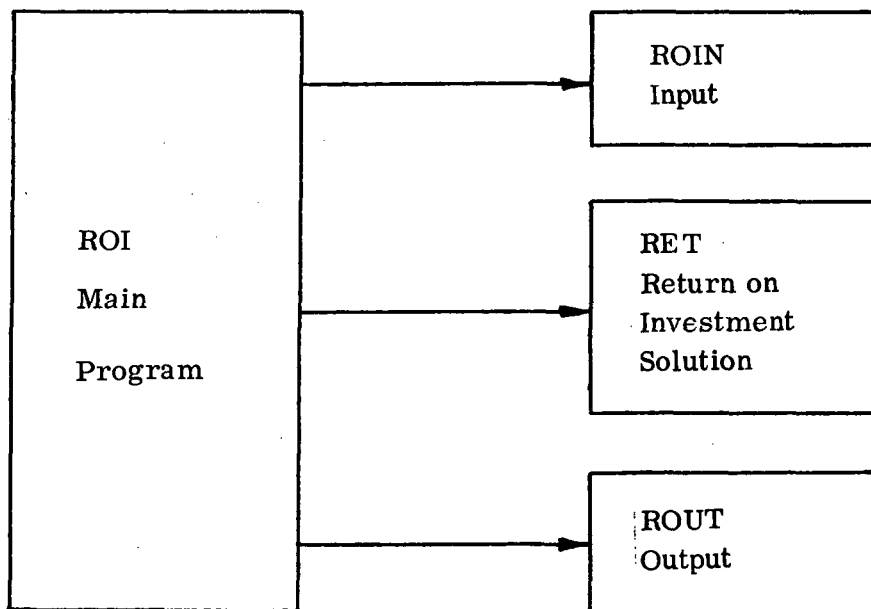 ROI
Main
Program
ROIN
Input
RET
Return on
Investment
Solution
ROUT
Output